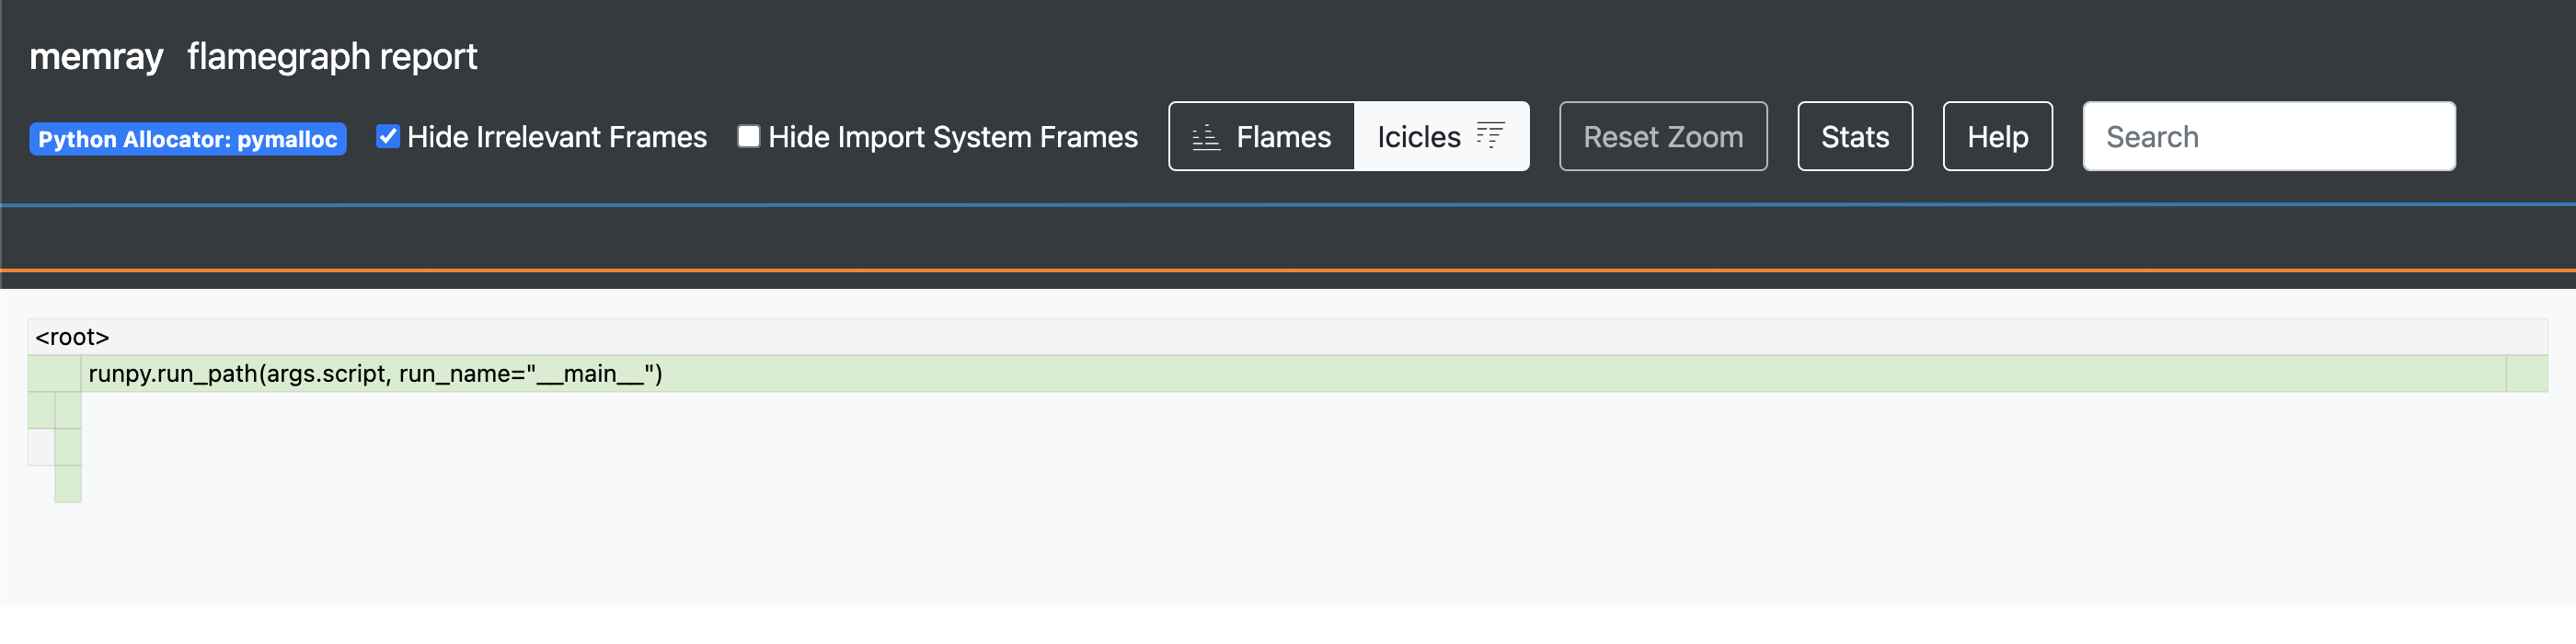 memray flamegraph report
Python Allocator: pymalloc Hide Irrelevant Frames Hide Import System Frames Flames Icicles Reset Zoom Stats Help Search
<root>
runpy.run_path(args.script, run_name="__main__")